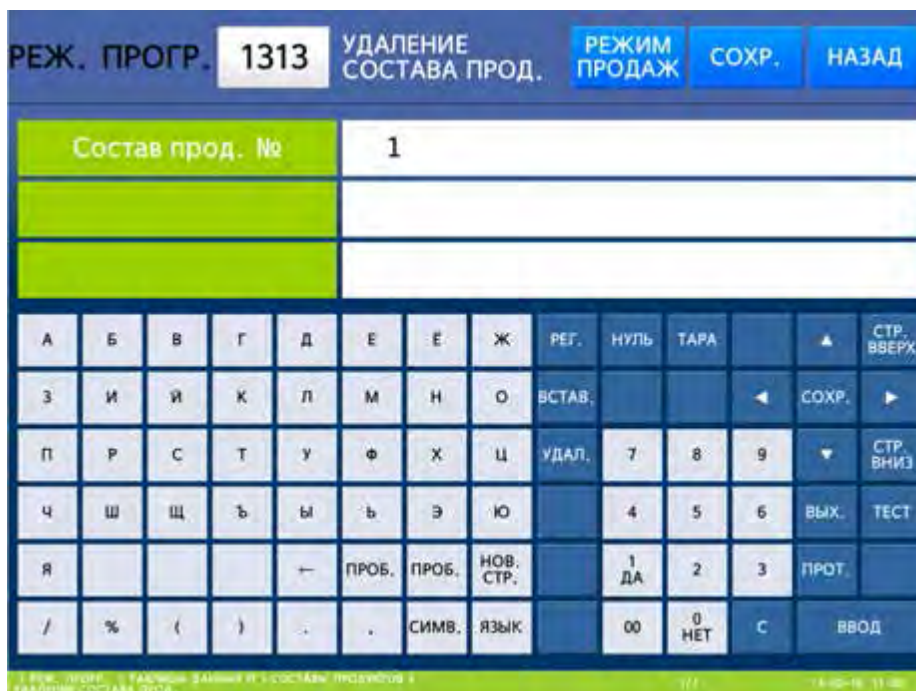 РЕЖ. ПРОГР. 1313 УДАЛЕНИЕ СОСТАВА ПРОД. РЕЖИМ ПРОДАЖ СОХР. НАЗАД
Состав прод. № 1
А Б В Г Д Е Ё Ж РЕГ. НУЛЬ ТАРА ▲ СТР. ВВЕРХ
З И Й К Л М Н О ВСТАВ. ◀ СОХР. ▶
П Р С Т У Ф Х Ц УДАЛ. 7 8 9 ▼ СТР. ВНИЗ
Ч Ш Щ Ъ Ы Ь Э Ю 4 5 6 ВЫХ. ТЕСТ
Я ← ПРОБ. ПРОБ. НОВ. СТР. 1 ДА 2 3 ПРОТ.
/ % ( ) . , СИМВ. ЯЗЫК 00 0 НЕТ С ВВОД